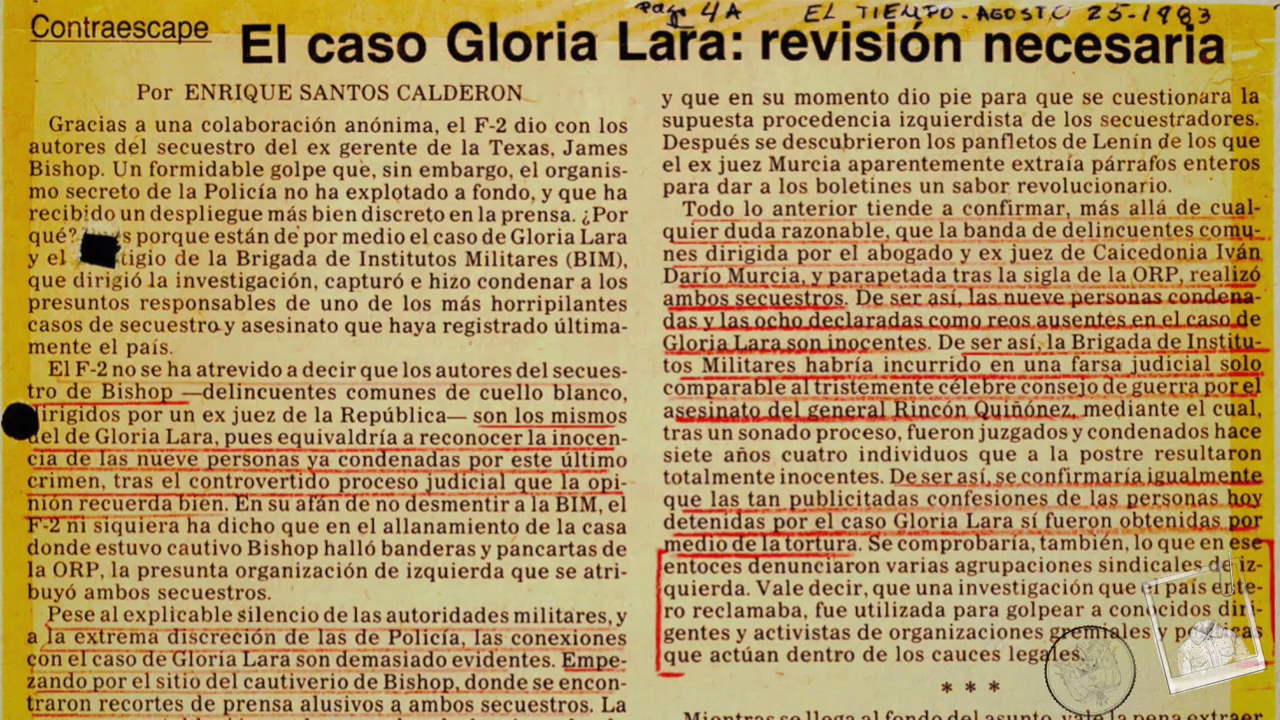 Pag 4A EL TIEMPO - AGOSTO 25-1983
Contraescape
El caso Gloria Lara: revisión necesaria
Por ENRIQUE SANTOS CALDERON
Gracias a una colaboración anónima, el F-2 dio con los
autores del secuestro del ex gerente de la Texas, James
Bishop. Un formidable golpe que, sin embargo, el organis-
mo secreto de la Policía no ha explotado a fondo, y que ha
recibido un despliegue más bien discreto en la prensa. ¿Por
qué? s porque están de por medio el caso de Gloria Lara
y el tigio de la Brigada de Institutos Militares (BIM),
que dirigió la investigación, capturó e hizo condenar a los
presuntos responsables de uno de los más horripilantes
casos de secuestro y asesinato que haya registrado última-
mente el país.
El F-2 no se ha atrevido a decir que los autores del secues-
tro de Bishop —delincuentes comunes de cuello blanco,
dirigidos por un ex juez de la República— son los mismos
del de Gloria Lara, pues equivaldría a reconocer la inocen-
cia de las nueve personas ya condenadas por este último
crimen, tras el controvertido proceso judicial que la opi-
nión recuerda bien. En su afán de no desmentir a la BIM, el
F-2 ni siquiera ha dicho que en el allanamiento de la casa
donde estuvo cautivo Bishop halló banderas y pancartas de
la ORP, la presunta organización de izquierda que se atri-
buyó ambos secuestros.
Pese al explicable silencio de las autoridades militares, y
a la extrema discreción de las de Policía, las conexiones
con el caso de Gloria Lara son demasiado evidentes. Empe-
zando por el sitio del cautiverio de Bishop, donde se encon-
traron recortes de prensa alusivos a ambos secuestros. La
y que en su momento dio pie para que se cuestionara la
supuesta procedencia izquierdista de los secuestradores.
Después se descubrieron los panfletos de Lenín de los que
el ex juez Murcia aparentemente extraía párrafos enteros
para dar a los boletines un sabor revolucionario.
Todo lo anterior tiende a confirmar, más allá de cual-
quier duda razonable, que la banda de delincuentes comu-
nes dirigida por el abogado y ex juez de Caicedonia Iván
Darío Murcia, y parapetada tras la sigla de la ORP, realizó
ambos secuestros. De ser así, las nueve personas condena-
das y las ocho declaradas como reos ausentes en el caso de
Gloria Lara son inocentes. De ser así, la Brigada de Institu-
tos Militares habría incurrido en una farsa judicial solo
comparable al tristemente célebre consejo de guerra por el
asesinato del general Rincón Quiñónez, mediante el cual,
tras un sonado proceso, fueron juzgados y condenados hace
siete años cuatro individuos que a la postre resultaron
totalmente inocentes. De ser así, se confirmaría igualmente
que las tan publicitadas confesiones de las personas hoy
detenidas por el caso Gloria Lara sí fueron obtenidas por
medio de la tortura. Se comprobaría, también, lo que en ese
entoces denunciaron varias agrupaciones sindicales de iz-
quierda. Vale decir, que una investigación que el país ente-
ro reclamaba, fue utilizada para golpear a conocidos diri-
gentes y activistas de organizaciones gremiales y políticas
que actúan dentro de los cauces legales.
* * *
Mientras se llega al fondo del asunto, vale la pena extraer